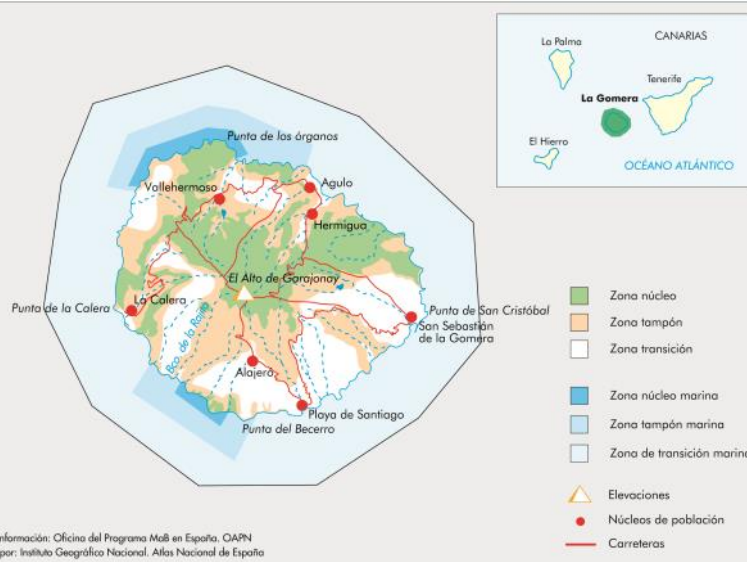 La Palma
CANARIAS
Tenerife
La Gomera
El Hierro
OCÉANO ATLÁNTICO
Punta de los órganos
Vallehermoso
Agulo
Hermigua
El Alto de Garajonay
Punta de la Calera
La Calera
Bco. de la Rajita
Punta de San Cristóbal
San Sebastián
de la Gomera
Alajeró
Playa de Santiago
Punta del Becerro
Zona núcleo
Zona tampón
Zona transición
Zona núcleo marina
Zona tampón marina
Zona de transición marina
Elevaciones
Núcleos de población
Carreteras
nformación: Oficina del Programa MaB en España. OAPN
por: Instituto Geográfico Nacional. Atlas Nacional de España